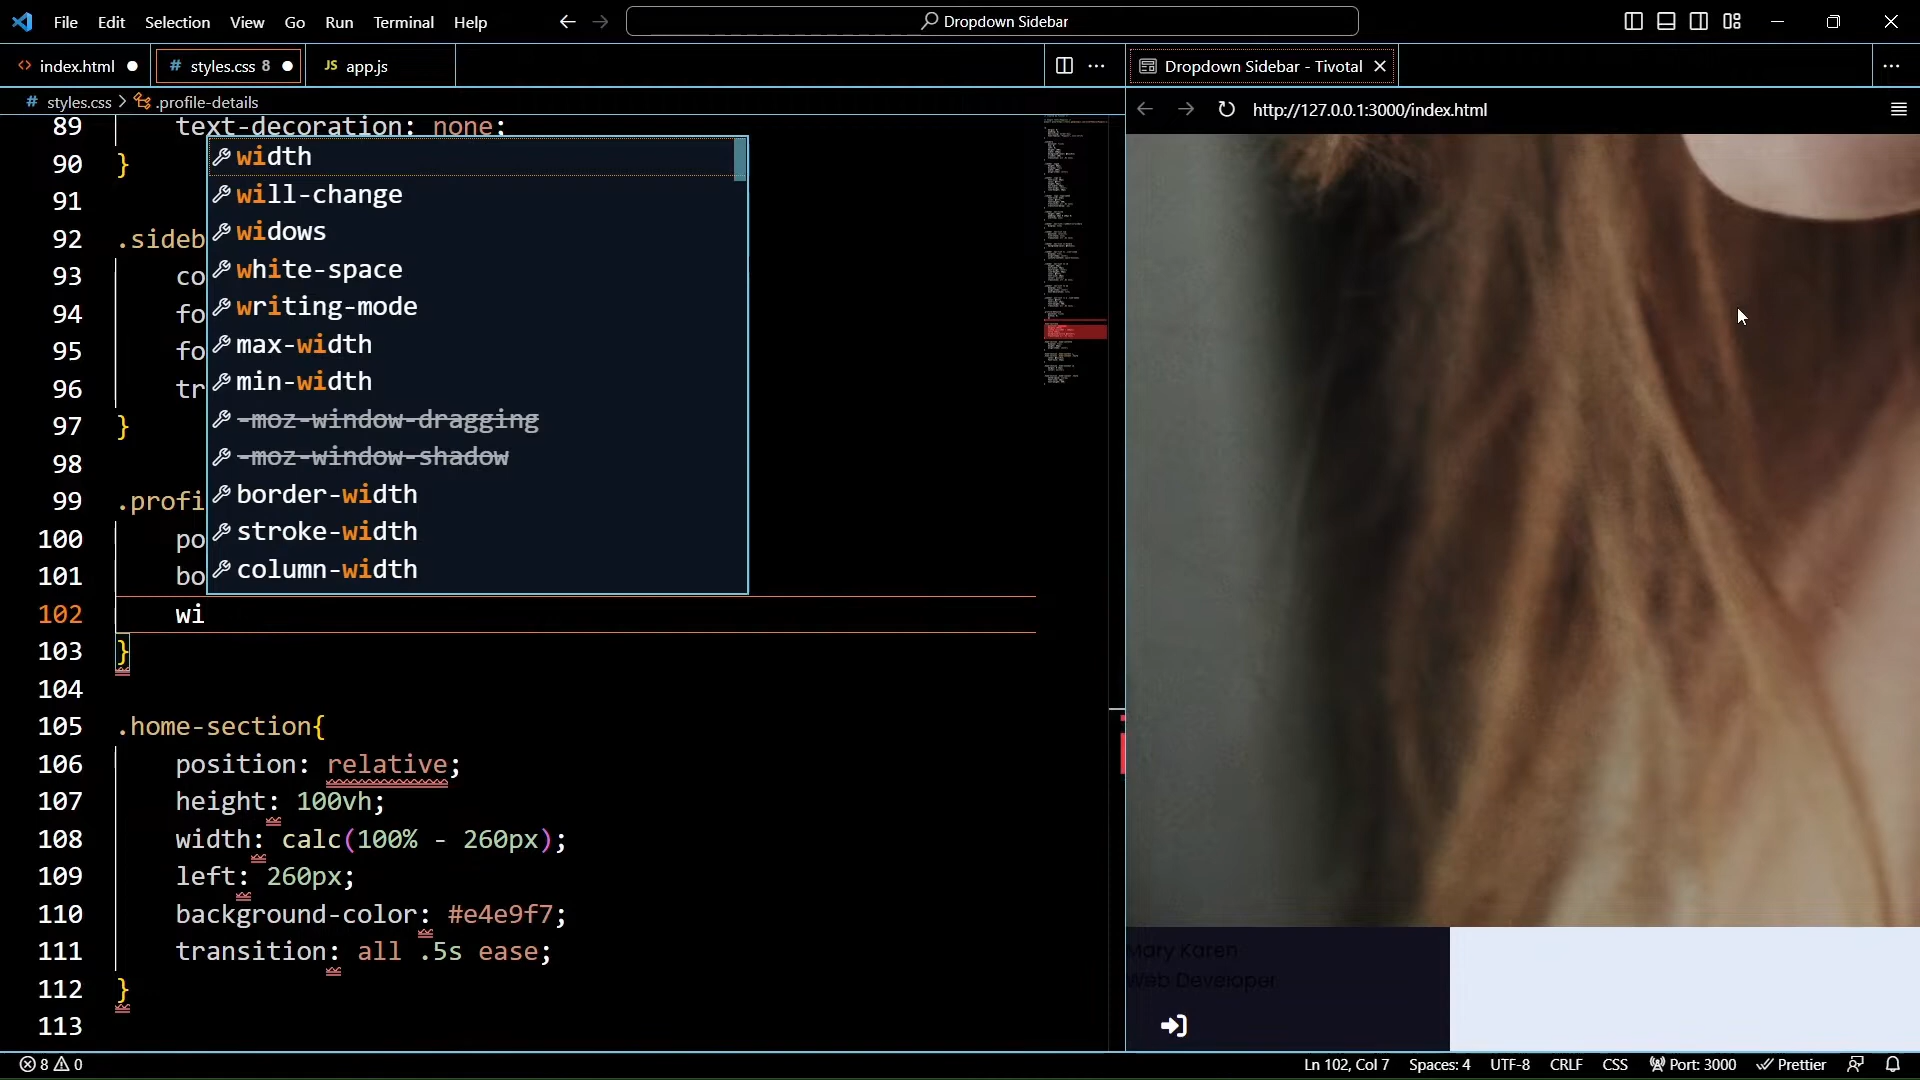 File Edit Selection View Go Run Terminal Help
Dropdown Sidebar
index.html
# styles.css 8
JS app.js
# styles.css > .profile-details
89 text-decoration: none;
90 }
91
92 .sideb
93 co
94 fo
95 fo
96 tr
97 }
98
99 .profi
100 po
101 bo
102 wi
103 }
104
105 .home-section{
106 position: relative;
107 height: 100vh;
108 width: calc(100% - 260px);
109 left: 260px;
110 background-color: #e4e9f7;
111 transition: all .5s ease;
112 }
113
width
will-change
widows
white-space
writing-mode
max-width
min-width
-moz-window-dragging
-moz-window-shadow
border-width
stroke-width
column-width
Dropdown Sidebar - Tivotal
http://127.0.0.1:3000/index.html
Mary Karen
Web Developer
8 0
Ln 102, Col 7 Spaces: 4 UTF-8 CRLF CSS Port: 3000 Prettier